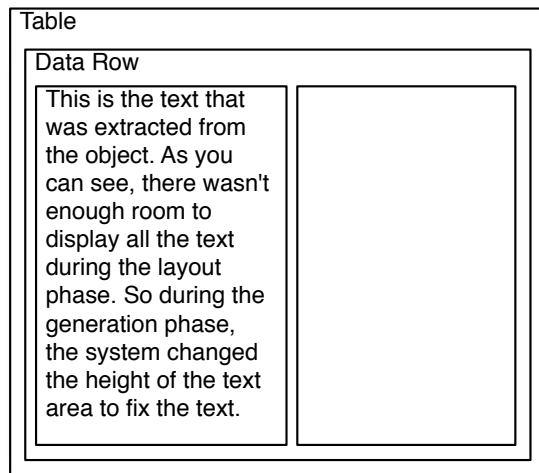 Table
Data Row
This is the text that
was extracted from
the object. As you
can see, there wasn't
enough room to
display all the text
during the layout
phase. So during the
generation phase,
the system changed
the height of the text
area to fix the text.